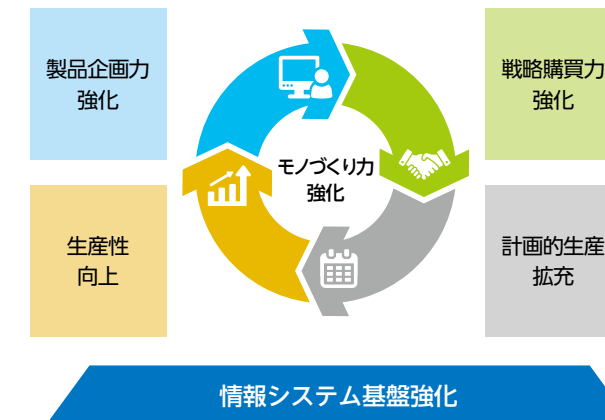 製品企画力
強化
戦略購買力
強化
モノづくり力
強化
生産性
向上
計画的生産
拡充
情報システム基盤強化